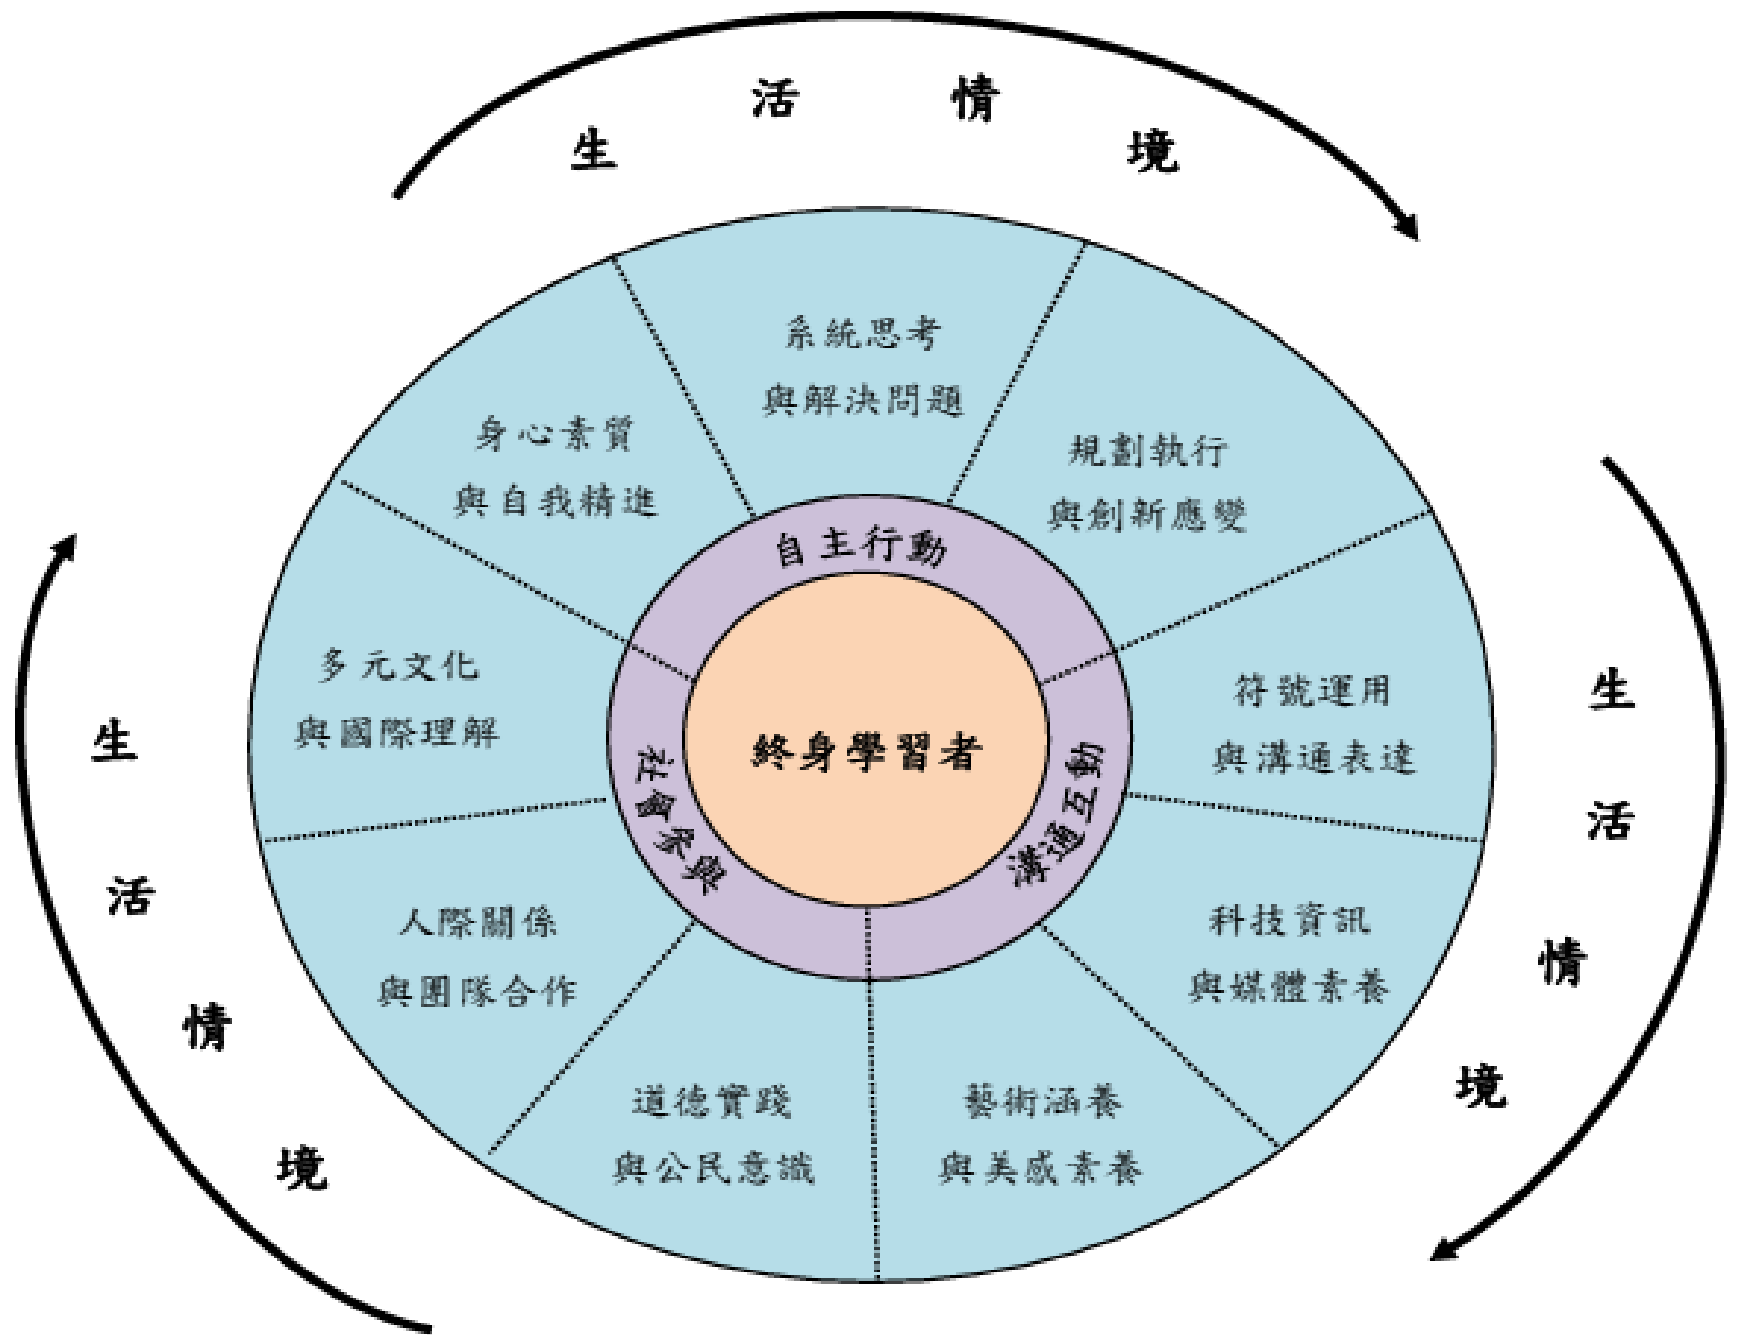 生活情境
系統思考
與解決問題
規劃執行
與創新應變
符號運用
與溝通表達
科技資訊
與媒體素養
藝術涵養
與美感素養
道德實踐
與公民意識
人際關係
與團隊合作
多元文化
與國際理解
身心素質
與自我精進
自主行動
溝通互動
社會參與
終身學習者
生活情境
生活情境